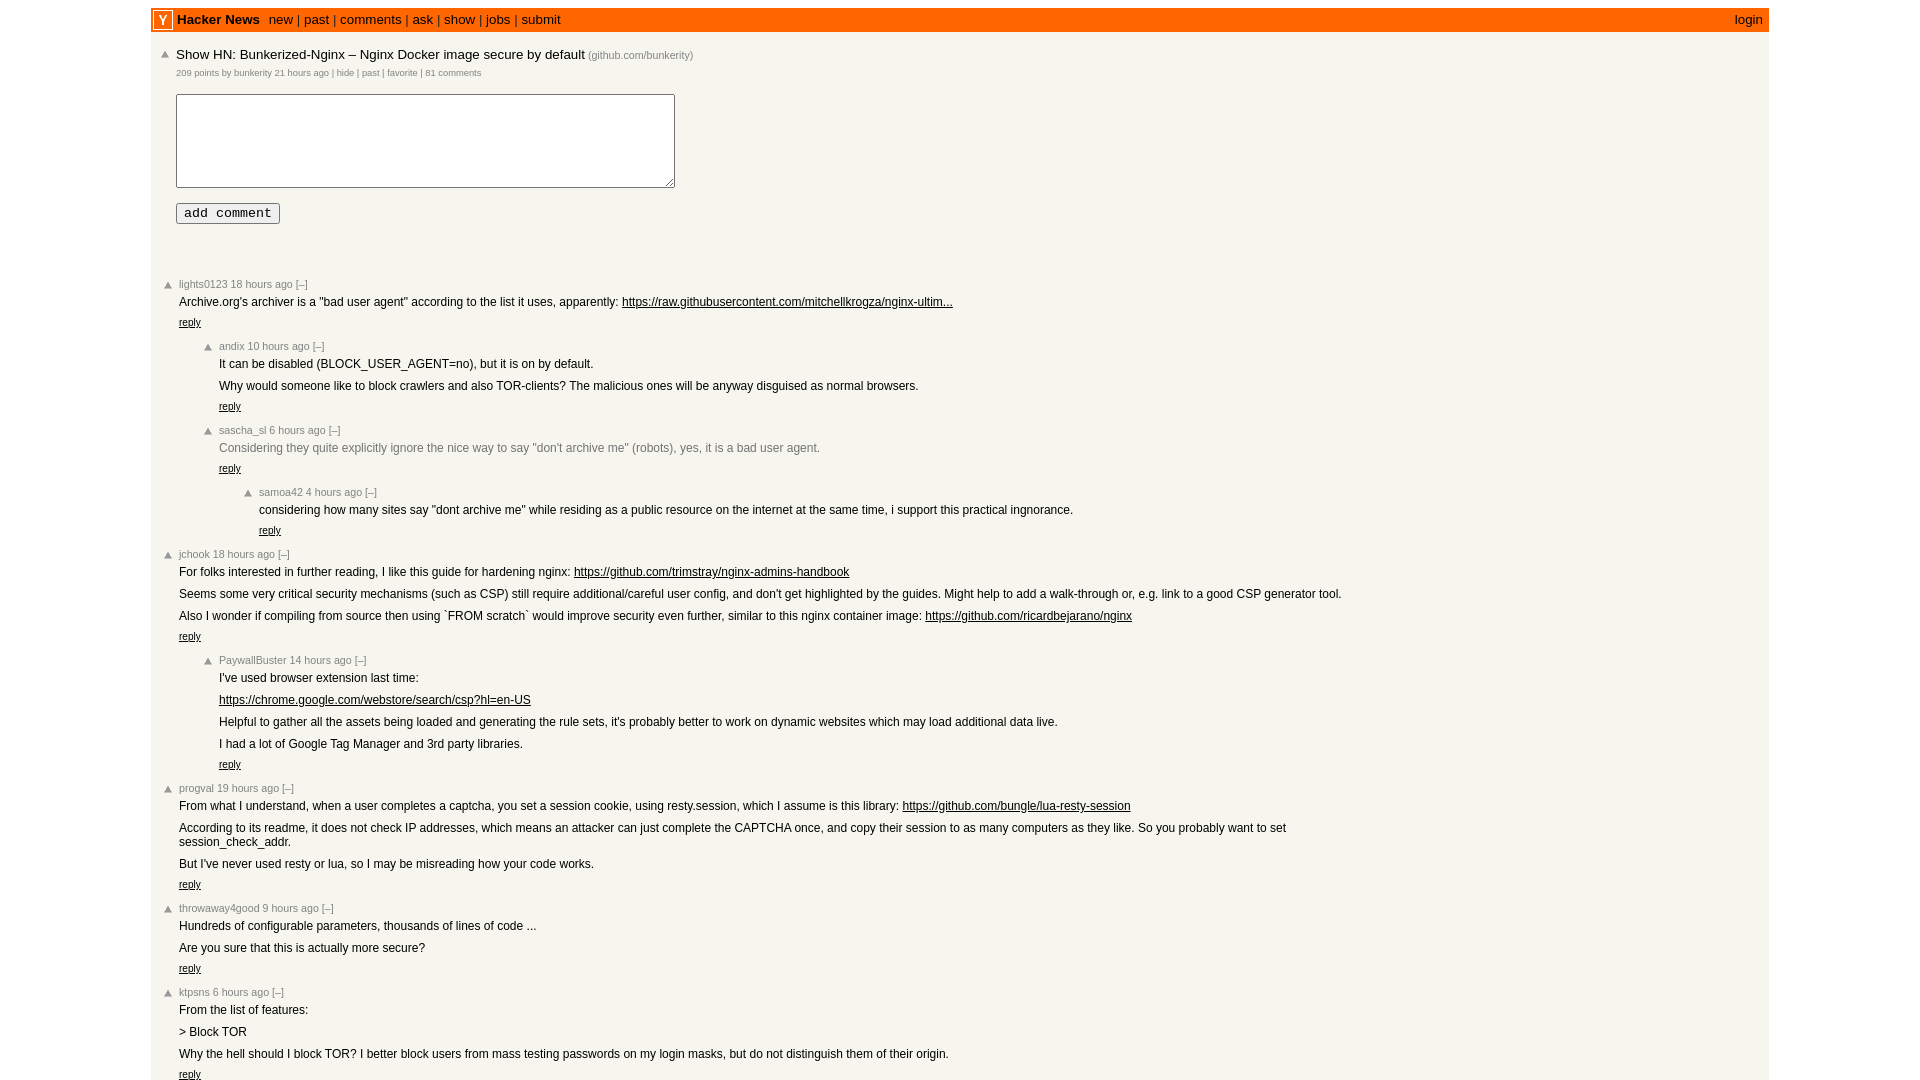 Y Hacker News new | past | comments | ask | show | jobs | submit login
Show HN: Bunkerized-Nginx – Nginx Docker image secure by default (github.com/bunkerity)
209 points by bunkerity 21 hours ago | hide | past | favorite | 81 comments
add comment
lights0123 18 hours ago [–]
Archive.org's archiver is a "bad user agent" according to the list it uses, apparently: https://raw.githubusercontent.com/mitchellkrogza/nginx-ultim...
reply
andix 10 hours ago [–]
It can be disabled (BLOCK_USER_AGENT=no), but it is on by default.
Why would someone like to block crawlers and also TOR-clients? The malicious ones will be anyway disguised as normal browsers.
reply
sascha_sl 6 hours ago [–]
Considering they quite explicitly ignore the nice way to say "don't archive me" (robots), yes, it is a bad user agent.
reply
samoa42 4 hours ago [–]
considering how many sites say "dont archive me" while residing as a public resource on the internet at the same time, i support this practical ingnorance.
reply
jchook 18 hours ago [–]
For folks interested in further reading, I like this guide for hardening nginx: https://github.com/trimstray/nginx-admins-handbook
Seems some very critical security mechanisms (such as CSP) still require additional/careful user config, and don't get highlighted by the guides. Might help to add a walk-through or, e.g. link to a good CSP generator tool.
Also I wonder if compiling from source then using `FROM scratch` would improve security even further, similar to this nginx container image: https://github.com/ricardbejarano/nginx
reply
PaywallBuster 14 hours ago [–]
I've used browser extension last time:
https://chrome.google.com/webstore/search/csp?hl=en-US
Helpful to gather all the assets being loaded and generating the rule sets, it's probably better to work on dynamic websites which may load additional data live.
I had a lot of Google Tag Manager and 3rd party libraries.
reply
progval 19 hours ago [–]
From what I understand, when a user completes a captcha, you set a session cookie, using resty.session, which I assume is this library: https://github.com/bungle/lua-resty-session
According to its readme, it does not check IP addresses, which means an attacker can just complete the CAPTCHA once, and copy their session to as many computers as they like. So you probably want to set
session_check_addr.
But I've never used resty or lua, so I may be misreading how your code works.
reply
throwaway4good 9 hours ago [–]
Hundreds of configurable parameters, thousands of lines of code ...
Are you sure that this is actually more secure?
reply
ktpsns 6 hours ago [–]
From the list of features:
> Block TOR
Why the hell should I block TOR? I better block users from mass testing passwords on my login masks, but do not distinguish them of their origin.
reply